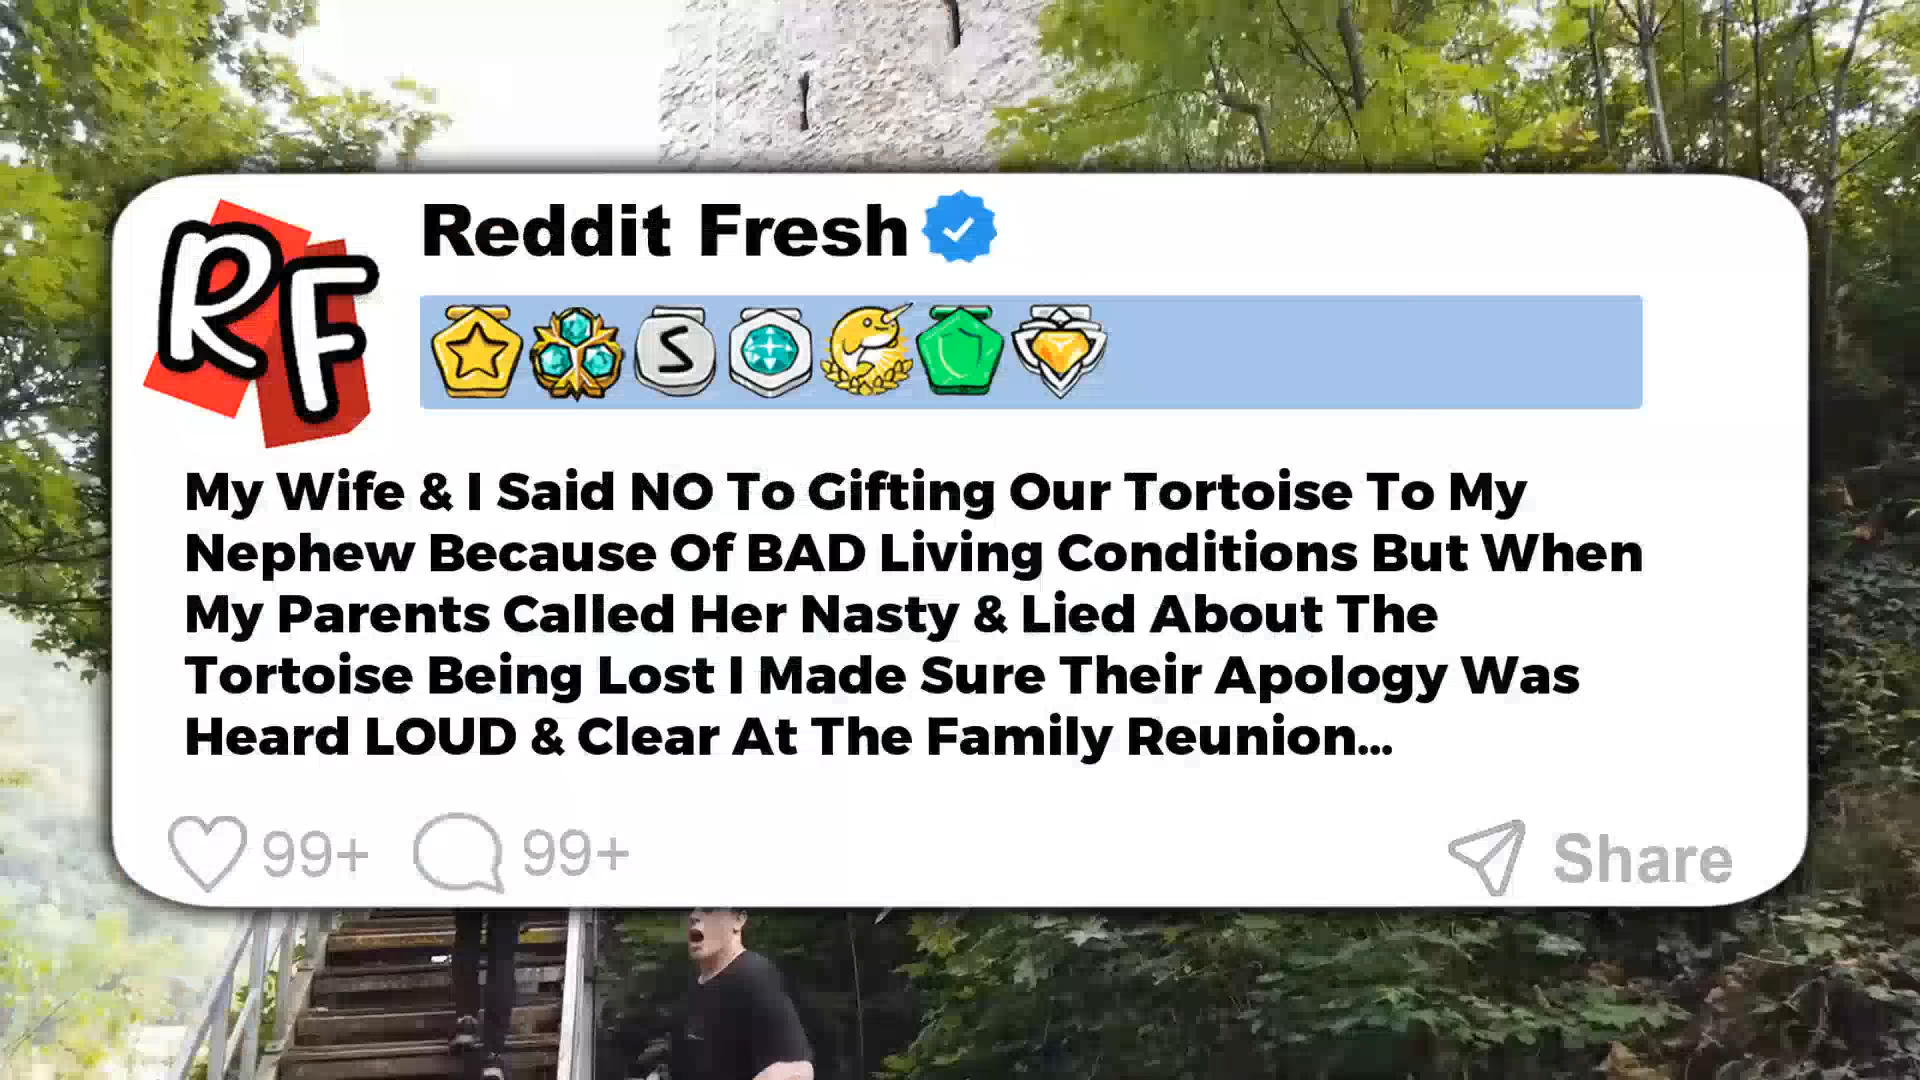 RF
Reddit Fresh
S
My Wife & I Said NO To Gifting Our Tortoise To My
Nephew Because Of BAD Living Conditions But When
My Parents Called Her Nasty & Lied About The
Tortoise Being Lost I Made Sure Their Apology Was
Heard LOUD & Clear At The Family Reunion...
99+ 99+ Share